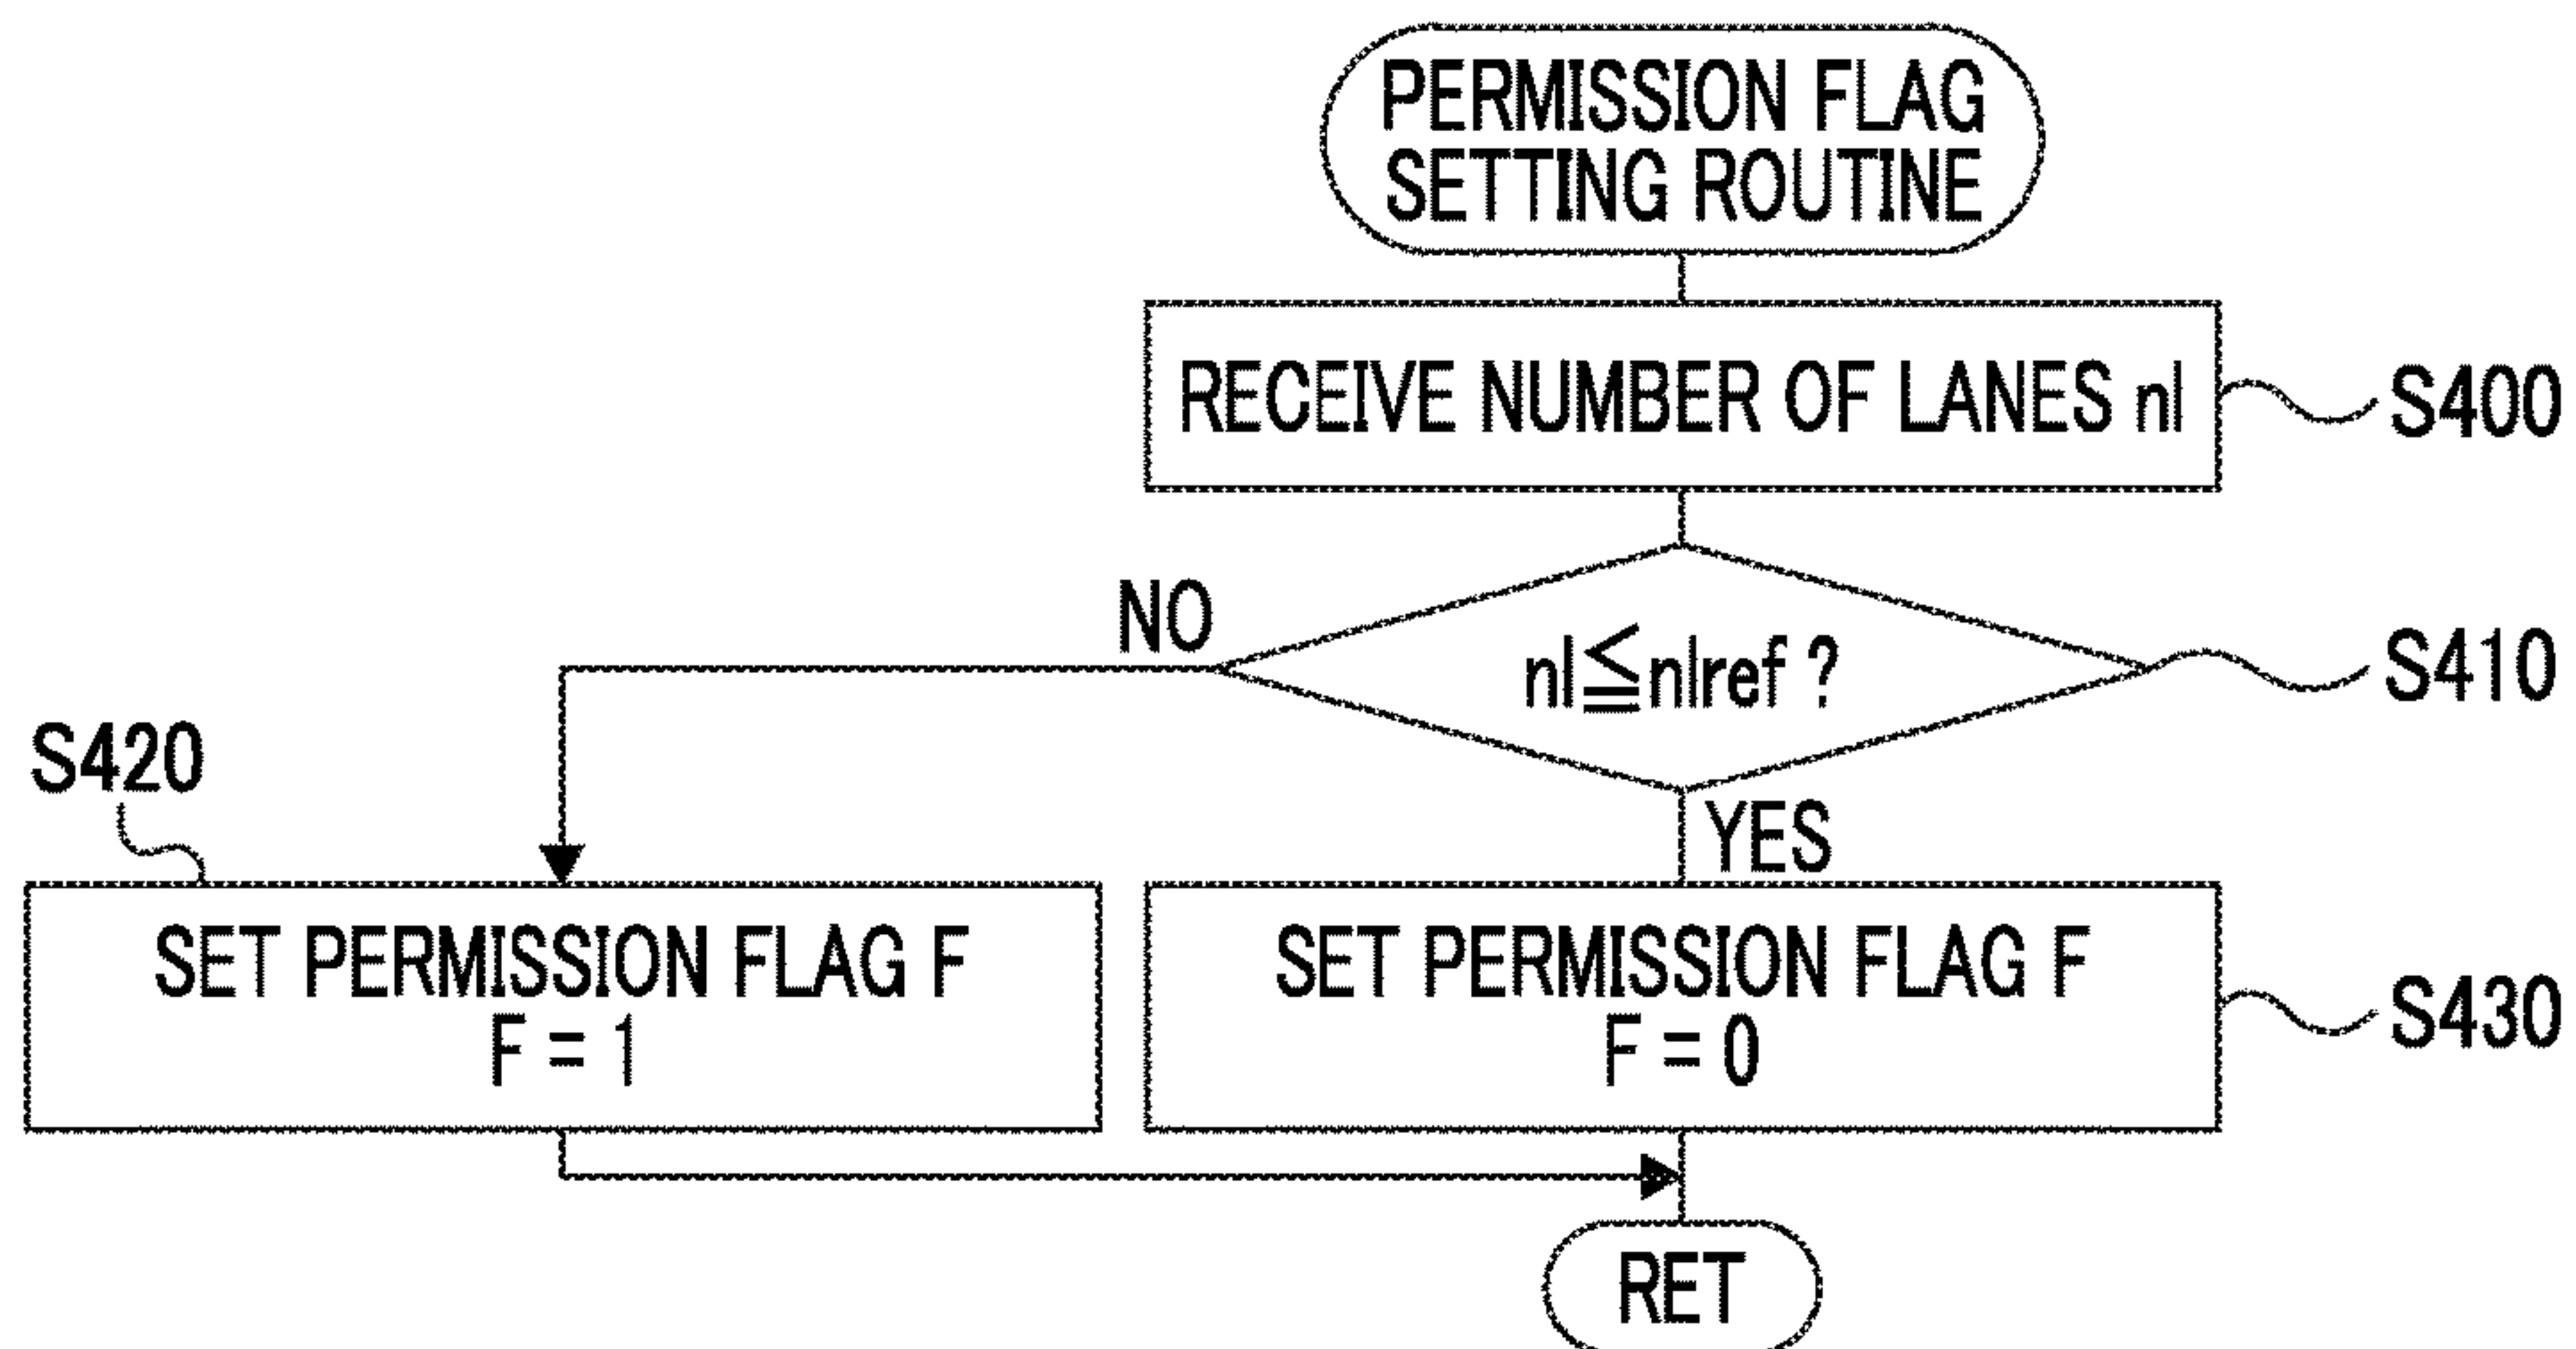 PERMISSION FLAG
SETTING ROUTINE
RECEIVE NUMBER OF LANES nl
S400
NO
nl≦nlref ?
S410
S420
YES
SET PERMISSION FLAG F
F = 1
SET PERMISSION FLAG F
F = 0
S430
RET